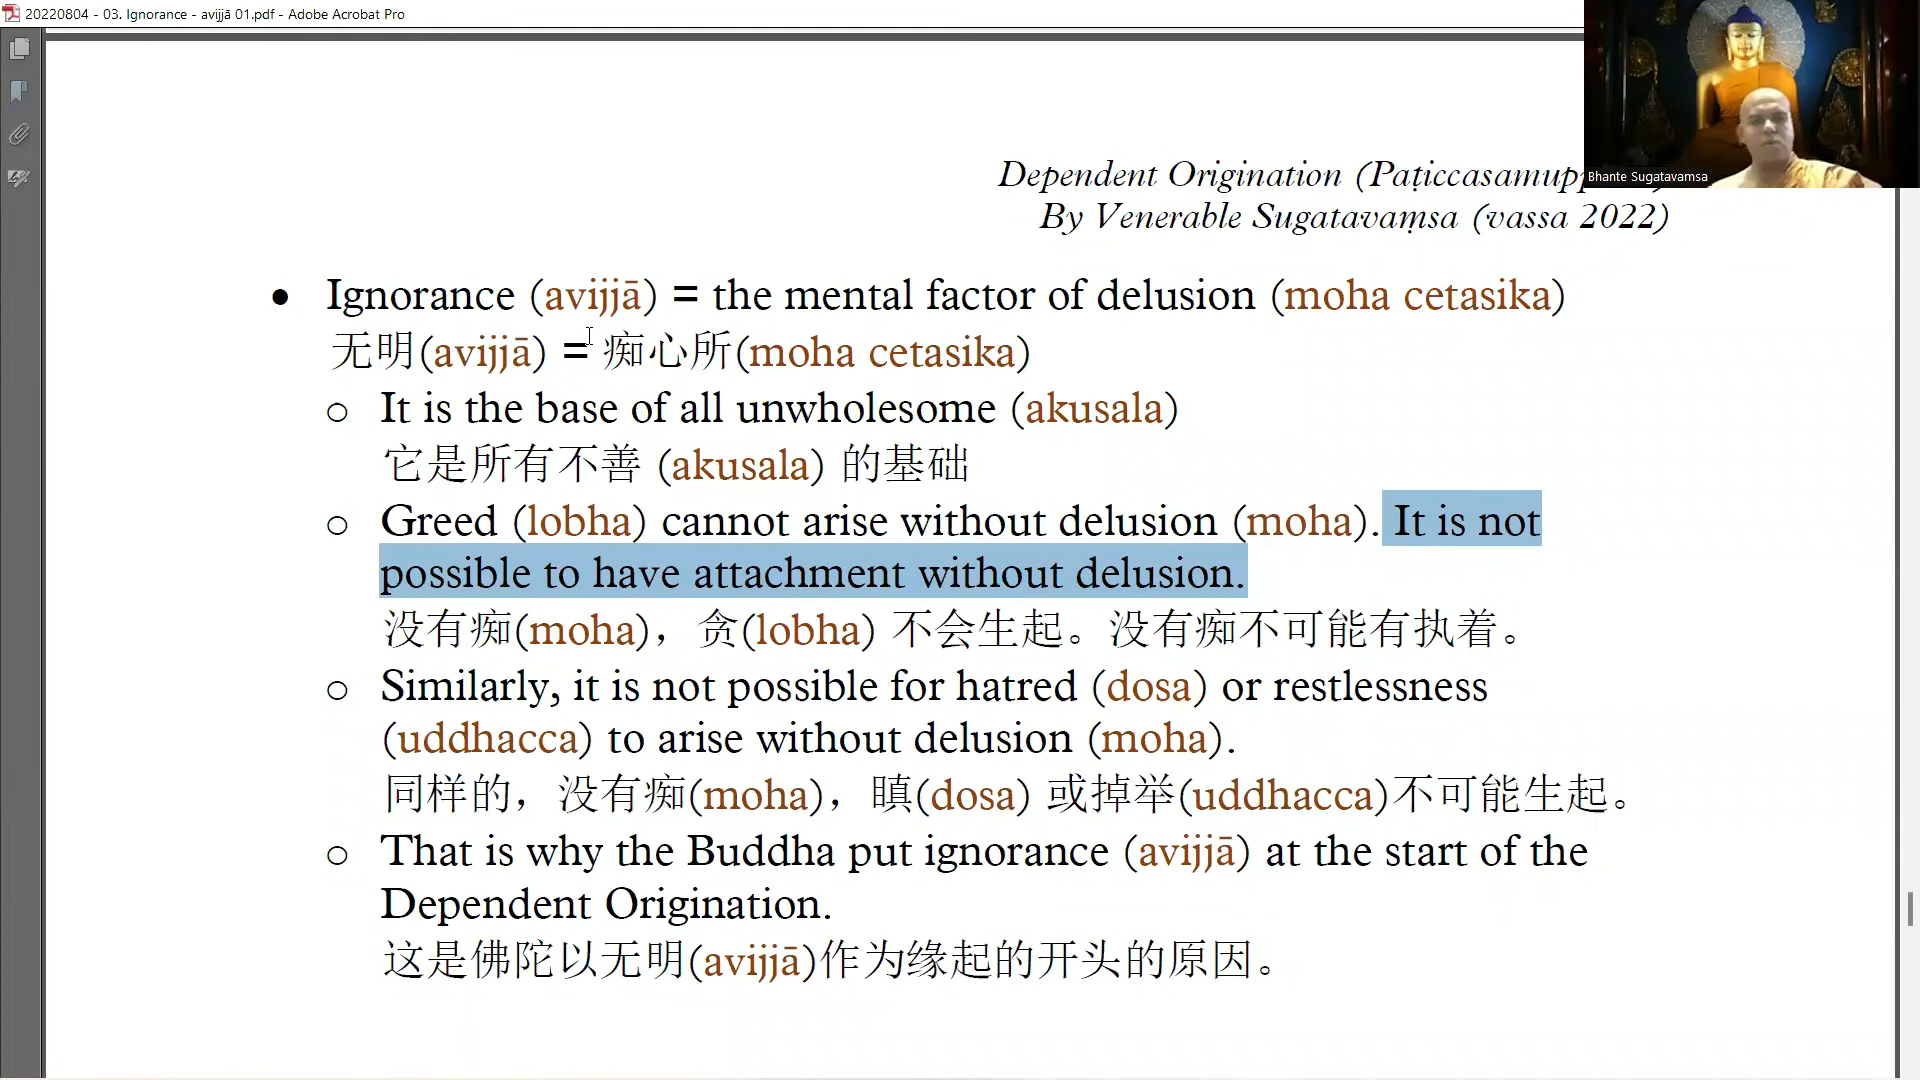 20220804 - 03. Ignorance - avijjā 01.pdf - Adobe Acrobat Pro
Bhante Sugatavamsa
Dependent Origination (Paṭiccasamupp
By Venerable Sugatavaṃsa (vassa 2022)
• Ignorance (avijjā) = the mental factor of delusion (moha cetasika)
无明(avijjā) = 痴心所(moha cetasika)
o It is the base of all unwholesome (akusala)
它是所有不善 (akusala) 的基础
o Greed (lobha) cannot arise without delusion (moha). It is not
possible to have attachment without delusion.
没有痴(moha)，贪(lobha) 不会生起。没有痴不可能有执着。
o Similarly, it is not possible for hatred (dosa) or restlessness
(uddhacca) to arise without delusion (moha).
同样的，没有痴(moha)，瞋(dosa) 或掉举(uddhacca)不可能生起。
o That is why the Buddha put ignorance (avijjā) at the start of the
Dependent Origination.
这是佛陀以无明(avijjā)作为缘起的开头的原因。